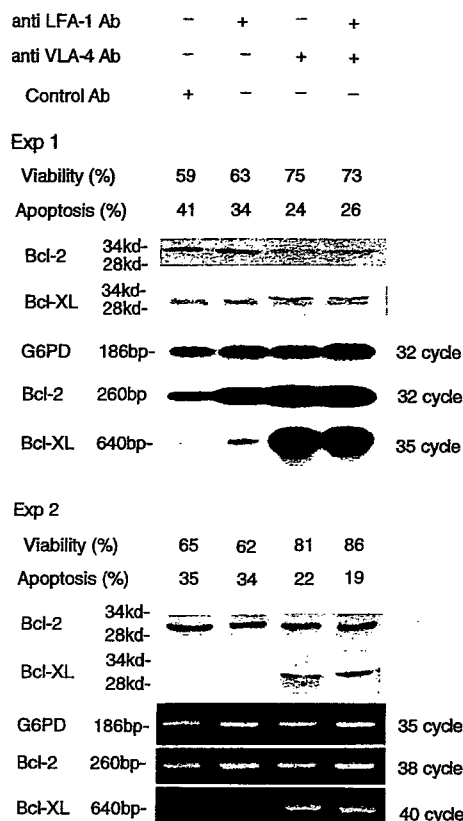 anti LFA-1 Ab - + - +
anti VLA-4 Ab - - + +
Control Ab + - - -
Exp 1
Viability (%) 59 63 75 73
Apoptosis (%) 41 34 24 26
Bcl-2 34kd-
28kd-
Bcl-XL 34kd-
28kd-
G6PD 186bp- 32 cycle
Bcl-2 260bp 32 cycle
Bcl-XL 640bp- 35 cycle
Exp 2
Viability (%) 65 62 81 86
Apoptosis (%) 35 34 22 19
Bcl-2 34kd-
28kd-
Bcl-XL 34kd-
28kd-
G6PD 186bp- 35 cycle
Bcl-2 260bp- 38 cycle
Bcl-XL 640bp- 40 cycle